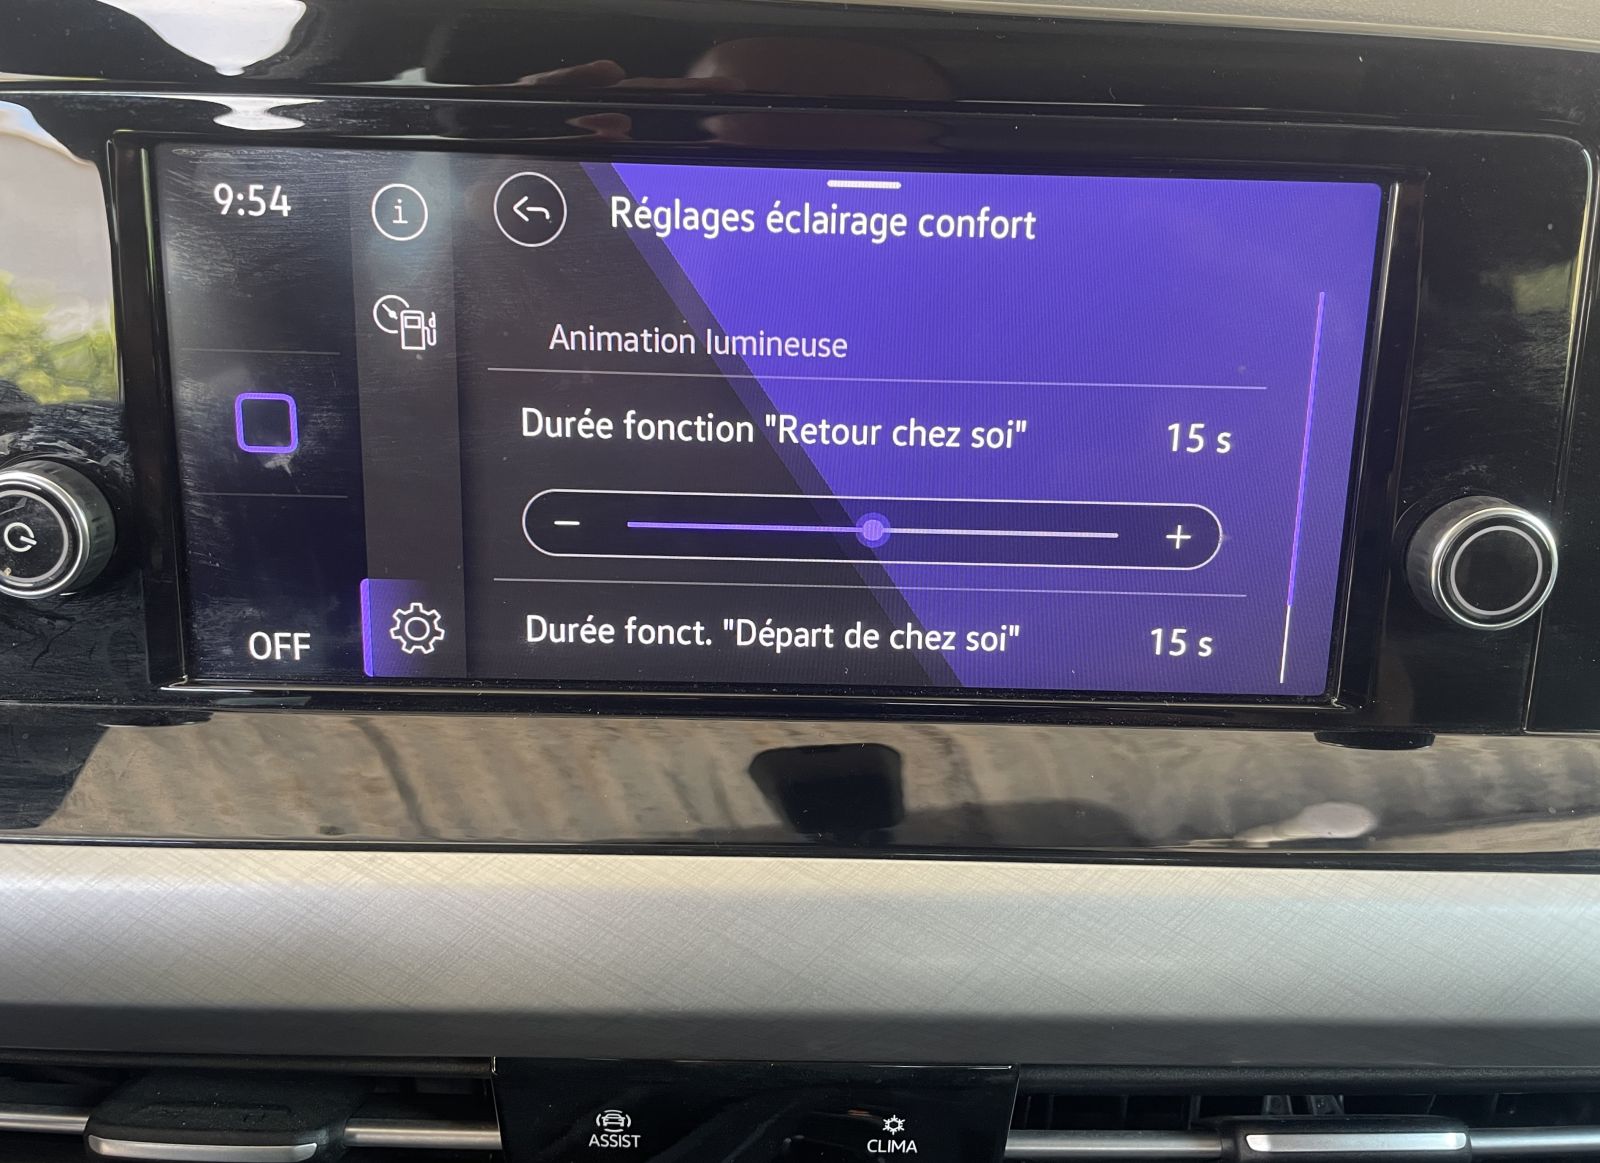 9:54
Réglages éclairage confort
Animation lumineuse
Durée fonction "Retour chez soi" 15 s
− +
Durée fonct. "Départ de chez soi" 15 s
OFF
ASSIST
CLIMA